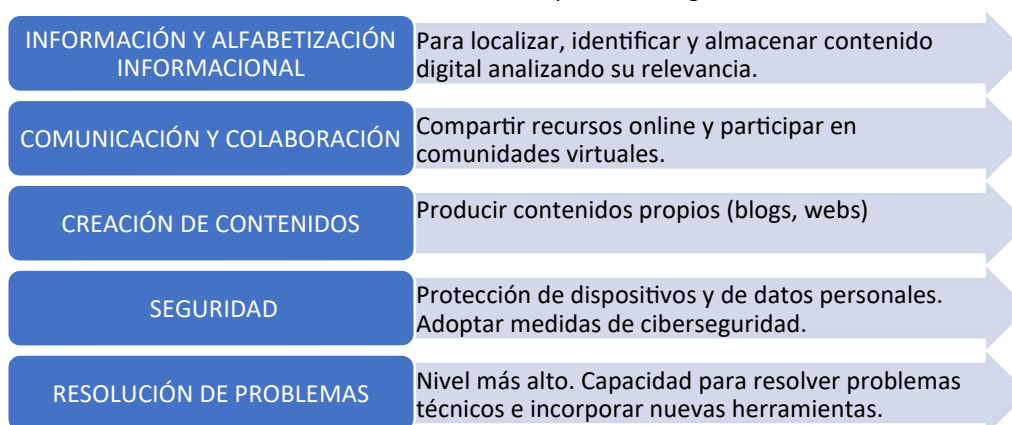 INFORMACIÓN Y ALFABETIZACIÓN
INFORMACIONAL
Para localizar, identificar y almacenar contenido
digital analizando su relevancia.
COMUNICACIÓN Y COLABORACIÓN
Compartir recursos online y participar en
comunidades virtuales.
CREACIÓN DE CONTENIDOS
Producir contenidos propios (blogs, webs)
SEGURIDAD
Protección de dispositivos y de datos personales.
Adoptar medidas de ciberseguridad.
RESOLUCIÓN DE PROBLEMAS
Nivel más alto. Capacidad para resolver problemas
técnicos e incorporar nuevas herramientas.